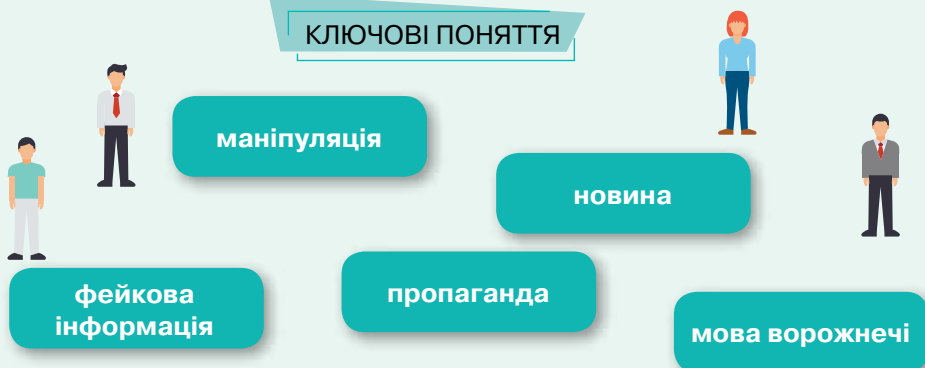 КЛЮЧОВІ ПОНЯТТЯ
маніпуляція
новина
пропаганда
фейкова
інформація
мова ворожнечі